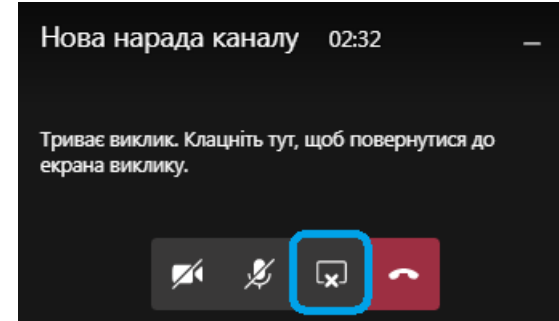 Нова нарада каналу 02:32
Триває виклик. Клацніть тут, щоб повернутися до
екрана виклику.